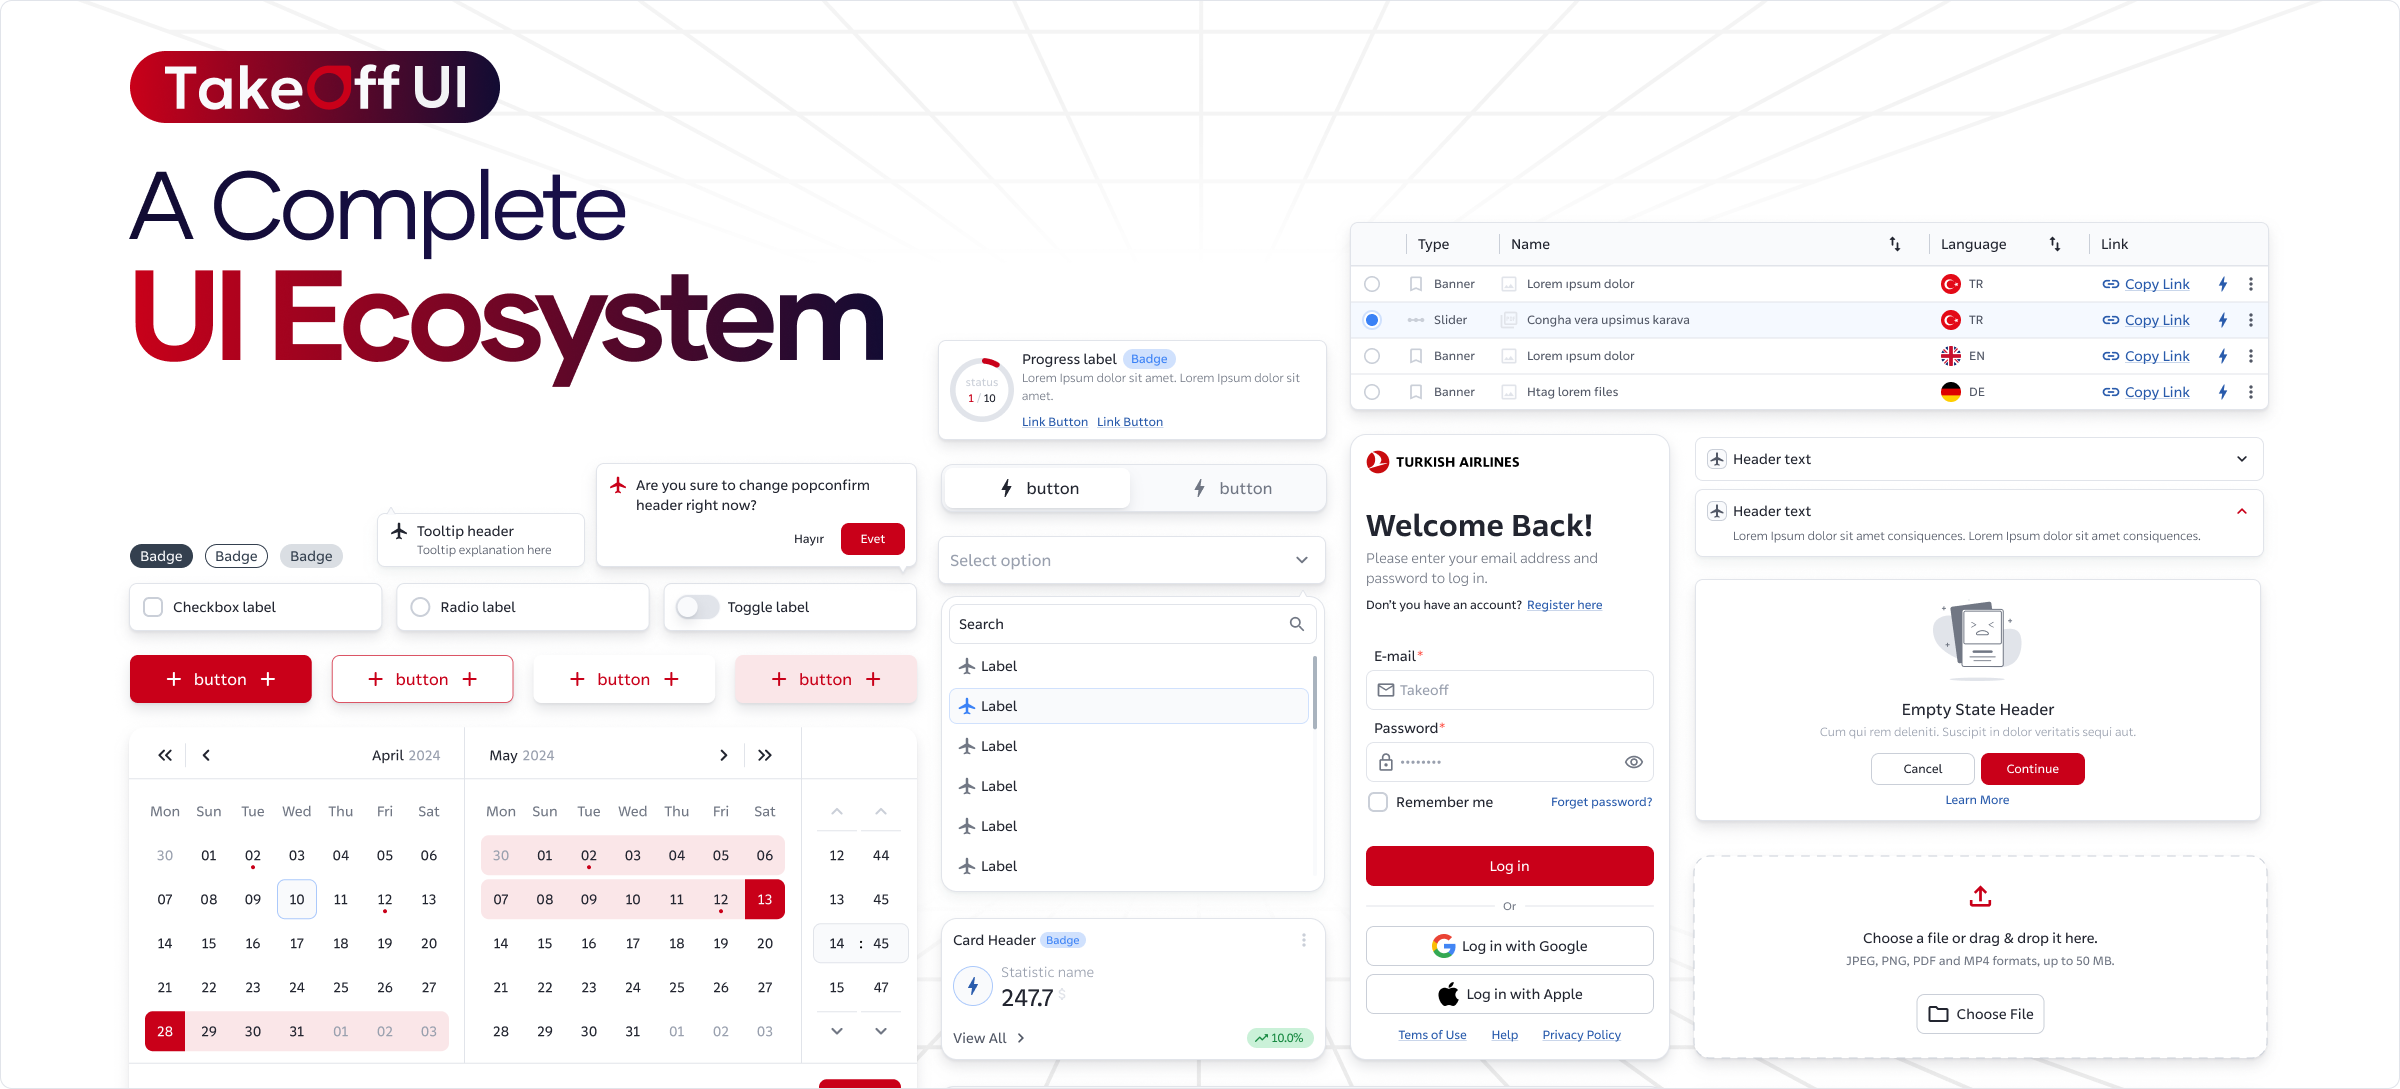 TakeOff UI
A Complete
UI Ecosystem
Badge
Badge
Badge
Tooltip header
Tooltip explanation here
Are you sure to change popconfirm
header right now?
Hayır
Evet
Checkbox label
Radio label
Toggle label
button
button
button
button
April 2024
May 2024
Mon Sun Tue Wed Thu Fri Sat
30 01 02 03 04 05 06
07 08 09 10 11 12 13
14 15 16 17 18 19 20
21 22 23 24 25 26 27
28 29 30 31 01 02 03
Mon Sun Tue Wed Thu Fri Sat
30 01 02 03 04 05 06
07 08 09 10 11 12 13
14 15 16 17 18 19 20
21 22 23 24 25 26 27
28 29 30 31 01 02 03
12 44
13 45
14 : 45
15 47
status
1 / 10
Progress label Badge
Lorem Ipsum dolor sit amet. Lorem Ipsum dolor sit
amet.
Link Button Link Button
button
button
Select option
Search
Label
Label
Label
Label
Label
Label
Card Header Badge
Statistic name
247.7 $
View All
10.0%
Type Name Language Link
Banner Lorem ıpsum dolor TR Copy Link
Slider Congha vera upsimus karava TR Copy Link
Banner Lorem ıpsum dolor EN Copy Link
Banner Htag lorem files DE Copy Link
TURKISH AIRLINES
Welcome Back!
Please enter your email address and
password to log in.
Don't you have an account? Register here
E-mail*
Takeoff
Password*
Remember me
Forget password?
Log in
Or
Log in with Google
Log in with Apple
Tems of Use Help Privacy Policy
Header text
Header text
Lorem Ipsum dolor sit amet consiquences. Lorem Ipsum dolor sit amet consiquences.
Empty State Header
Cum qui rem deleniti. Suscipit in dolor veritatis sequi aut.
Cancel
Continue
Learn More
Choose a file or drag & drop it here.
JPEG, PNG, PDF and MP4 formats, up to 50 MB.
Choose File